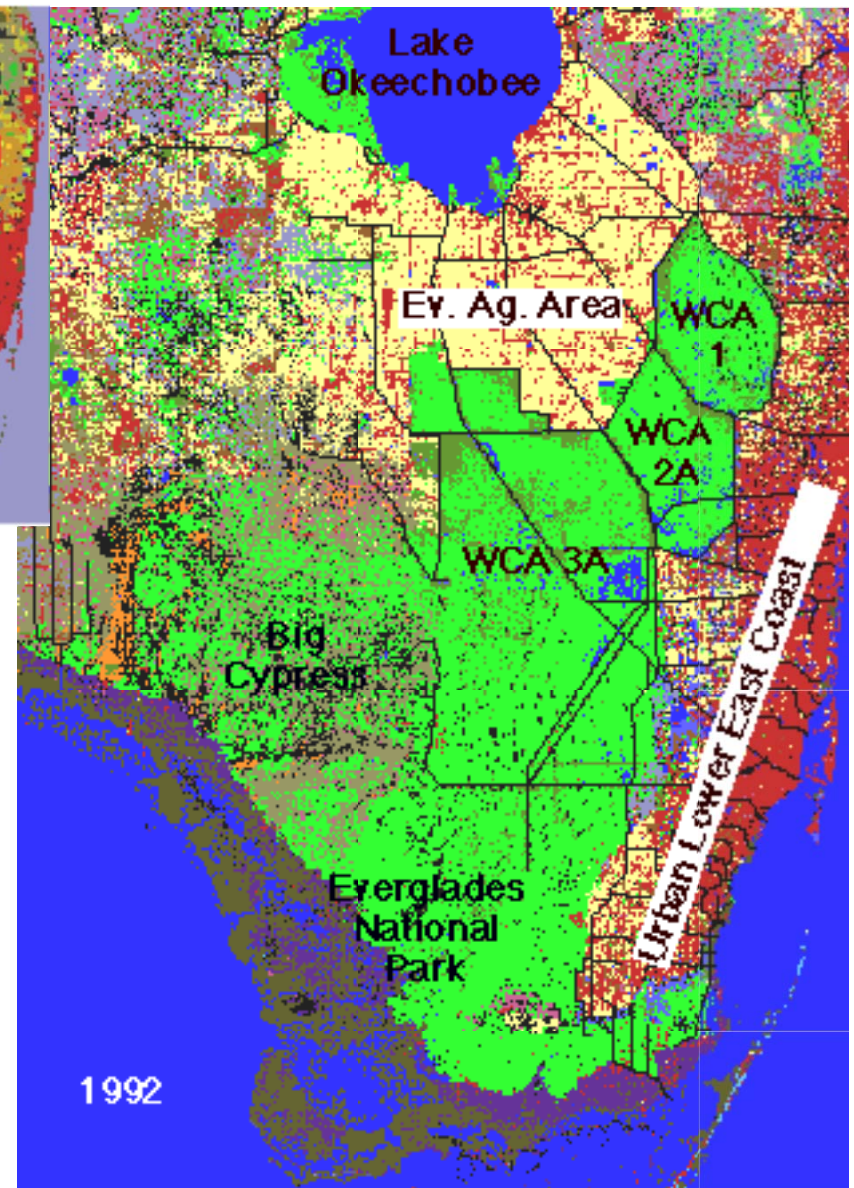 Lake
Okeechobee
Ev. Ag. Area
WCA
1
WCA
2A
WCA 3A
Big
Cypress
Urban Lower East Coast
Everglades
National
Park
1992